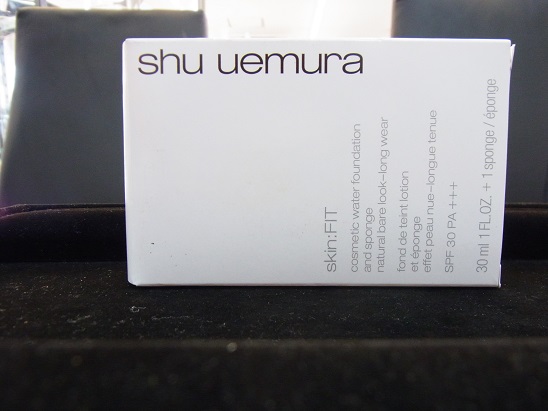 shu uemura
skin:FIT
cosmetic water foundation
and sponge
natural bare look-long wear
fond de teint lotion
et éponge
effet peau nue-longue tenue
SPF 30 PA+++
30 ml 1 FL.OZ. + 1 sponge / éponge